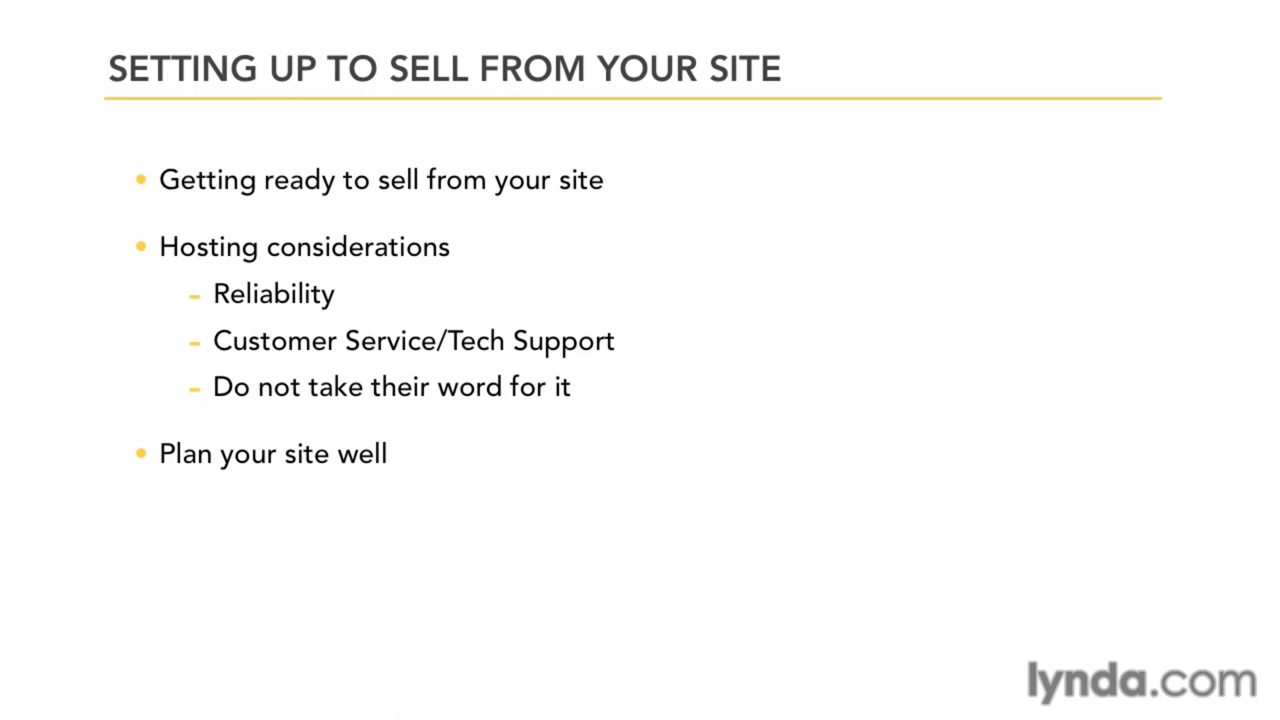 SETTING UP TO SELL FROM YOUR SITE
• Getting ready to sell from your site
• Hosting considerations
- Reliability
- Customer Service/Tech Support
- Do not take their word for it
• Plan your site well
lynda.com